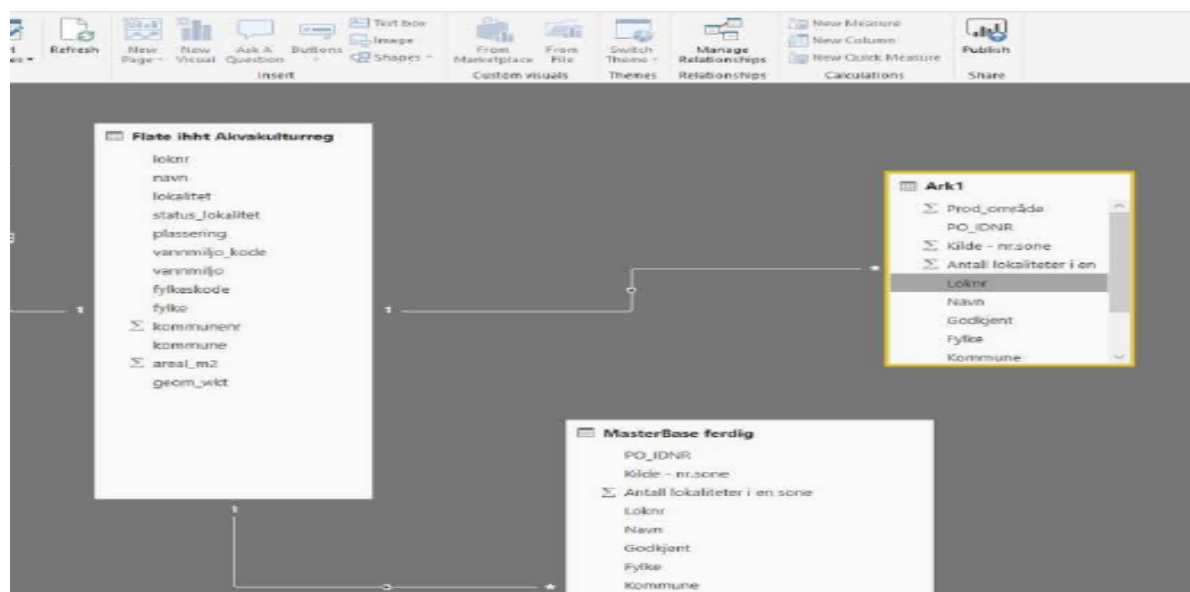 Refresh
New Page
New Visual
Ask A Question
Buttons
Text box
Image
Shapes
From Marketplace
From File
Switch Theme
Manage Relationships
New Measure
New Column
New Quick Measure
Publish
Insert
Custom visuals
Themes
Relationships
Calculations
Share
Flate ihht Akvakulturreg
loknr
navn
lokalitet
status_lokalitet
plassering
vannmiljo_kode
vannmiljo
fylkeskode
fylke
Σ kommunenr
kommune
Σ areal_m2
geom_wkt
1
1
1
*
Ark1
Σ Prod_område
PO_IDNR
Σ Kilde - nr.sone
Σ Antall lokaliteter i en
Loknr
Navn
Godkjent
Fylke
Kommune
MasterBase ferdig
PO_IDNR
Kilde - nr.sone
Σ Antall lokaliteter i en sone
Loknr
Navn
Godkjent
Fylke
Kommune
*